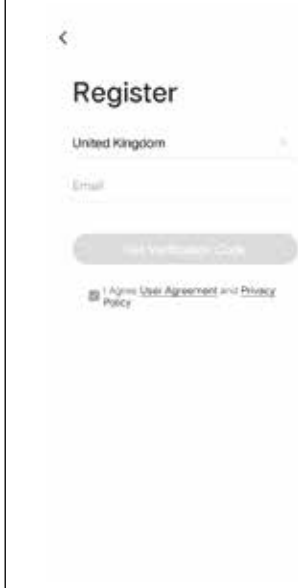 Register
United Kingdom
Email
Get Verification Code
I Agree User Agreement and Privacy
Policy